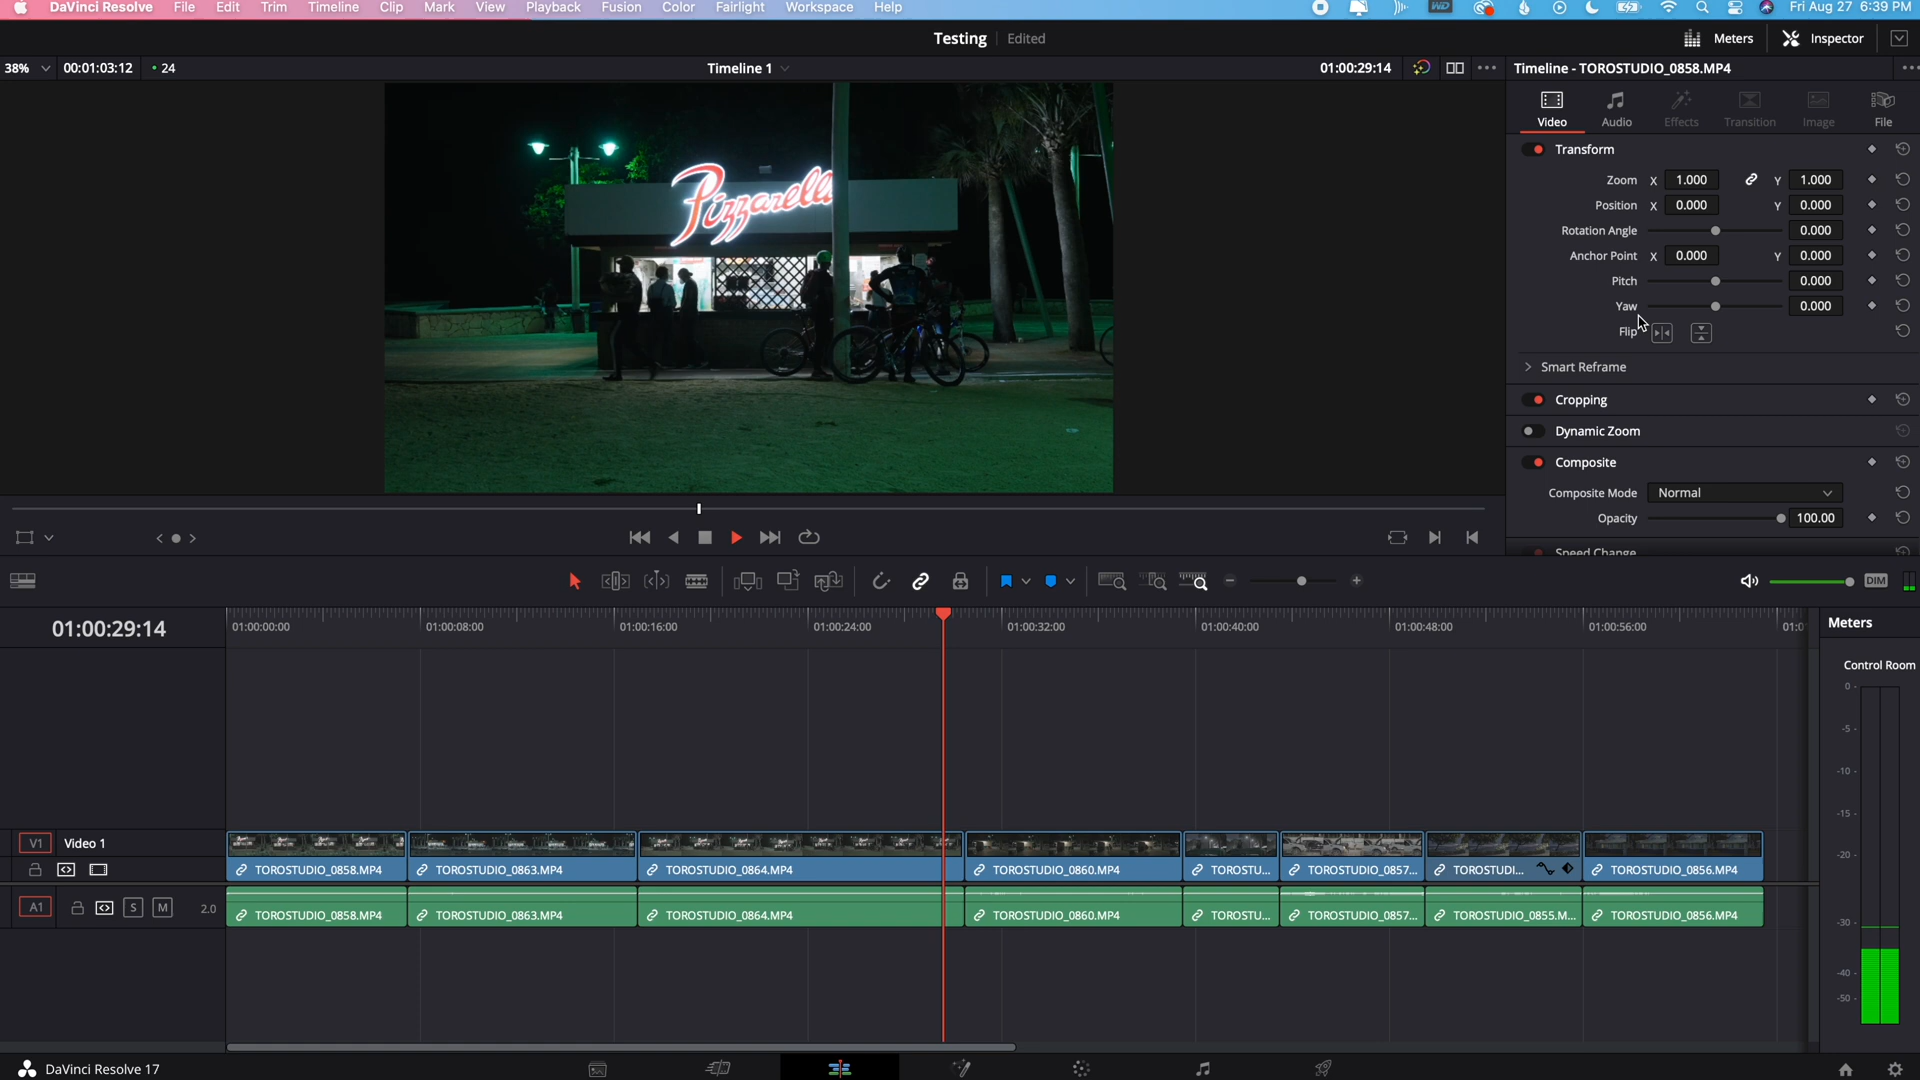 DaVinci Resolve File Edit Trim Timeline Clip Mark View Playback Fusion Color Fairlight Workspace Help Fri Aug 27 6:39 PM
Testing Edited Meters Inspector
38% 00:01:03:12 24 Timeline 1 01:00:29:14 Timeline - TOROSTUDIO_0858.MP4
Video Audio Effects Transition Image File
Transform
Zoom X 1.000 Y 1.000
Position X 0.000 Y 0.000
Rotation Angle 0.000
Anchor Point X 0.000 Y 0.000
Pitch 0.000
Yaw 0.000
Flip
Smart Reframe
Cropping
Dynamic Zoom
Composite
Composite Mode Normal
Opacity 100.00
Speed Change
Pizzarella
DIM
01:00:29:14
01:00:00:00 01:00:08:00 01:00:16:00 01:00:24:00 01:00:32:00 01:00:40:00 01:00:48:00 01:00:56:00 01:0
Meters
Control Room
0 -
-5 -
-10 -
-15 -
-20 -
-30 -
-40 -
-50 -
V1 Video 1
TOROSTUDIO_0858.MP4 TOROSTUDIO_0863.MP4 TOROSTUDIO_0864.MP4 TOROSTUDIO_0860.MP4 TOROSTU... TOROSTUDIO_0857... TOROSTUDI... TOROSTUDIO_0856.MP4
A1 S M 2.0
TOROSTUDIO_0858.MP4 TOROSTUDIO_0863.MP4 TOROSTUDIO_0864.MP4 TOROSTUDIO_0860.MP4 TOROSTU... TOROSTUDIO_0857... TOROSTUDIO_0855.M... TOROSTUDIO_0856.MP4
DaVinci Resolve 17